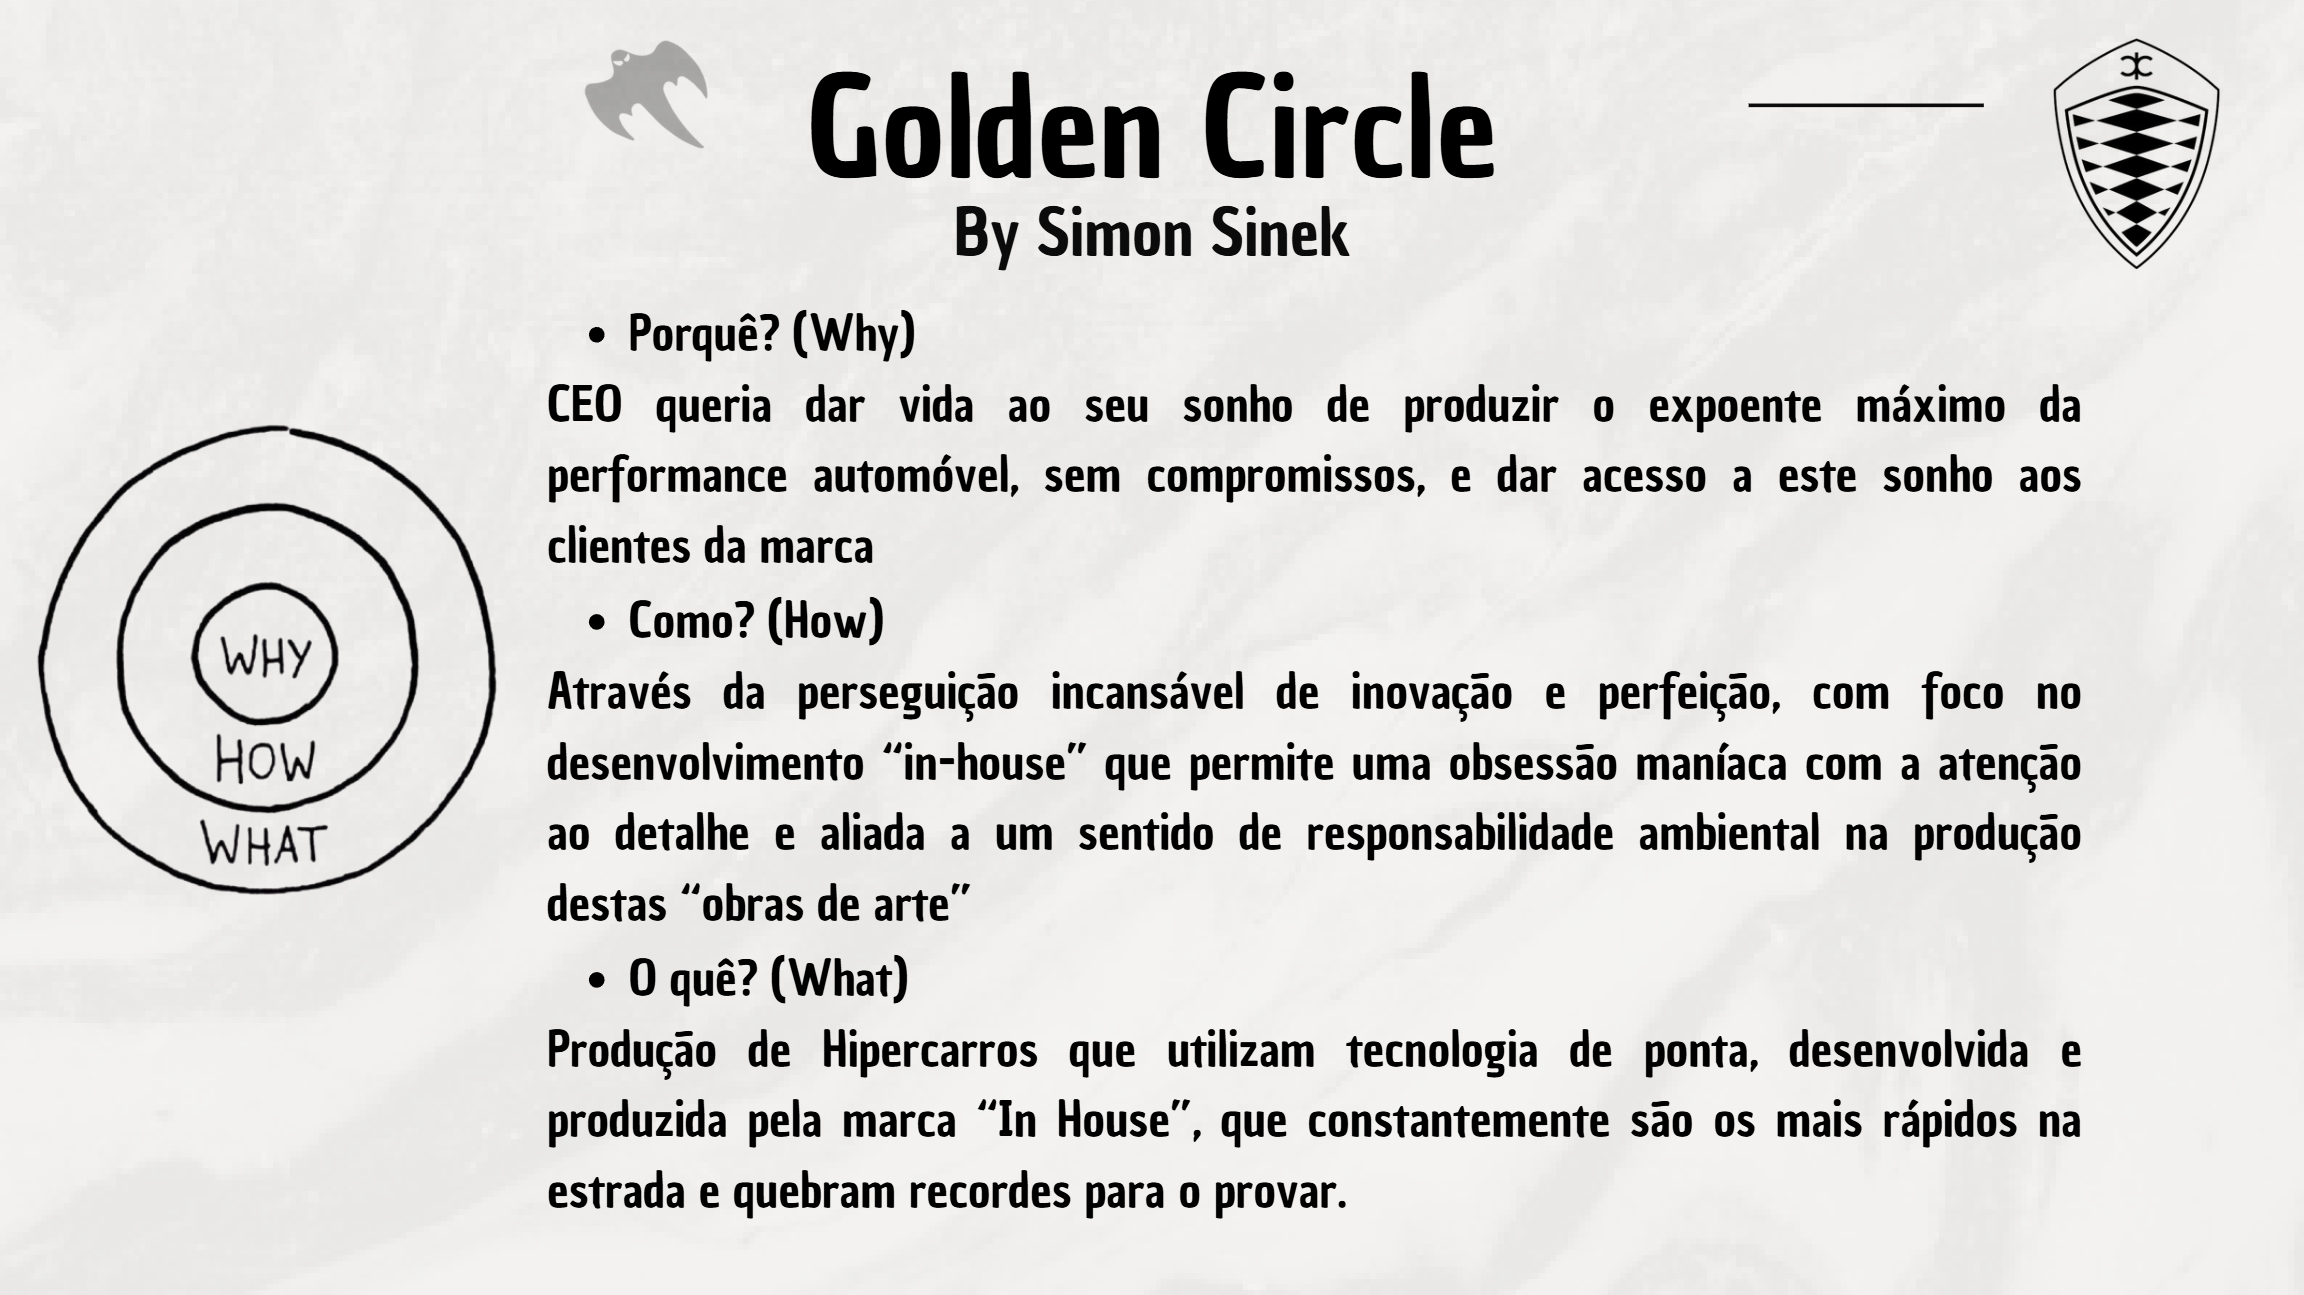 Golden Circle
By Simon Sinek
• Porquê? (Why)
CEO queria dar vida ao seu sonho de produzir o expoente máximo da
performance automóvel, sem compromissos, e dar acesso a este sonho aos
clientes da marca
• Como? (How)
Através da perseguição incansável de inovação e perfeição, com foco no
desenvolvimento “in-house” que permite uma obsessão maníaca com a atenção
ao detalhe e aliada a um sentido de responsabilidade ambiental na produção
destas “obras de arte”
• O quê? (What)
Produção de Hipercarros que utilizam tecnologia de ponta, desenvolvida e
produzida pela marca “In House”, que constantemente são os mais rápidos na
estrada e quebram recordes para o provar.
WHY
HOW
WHAT